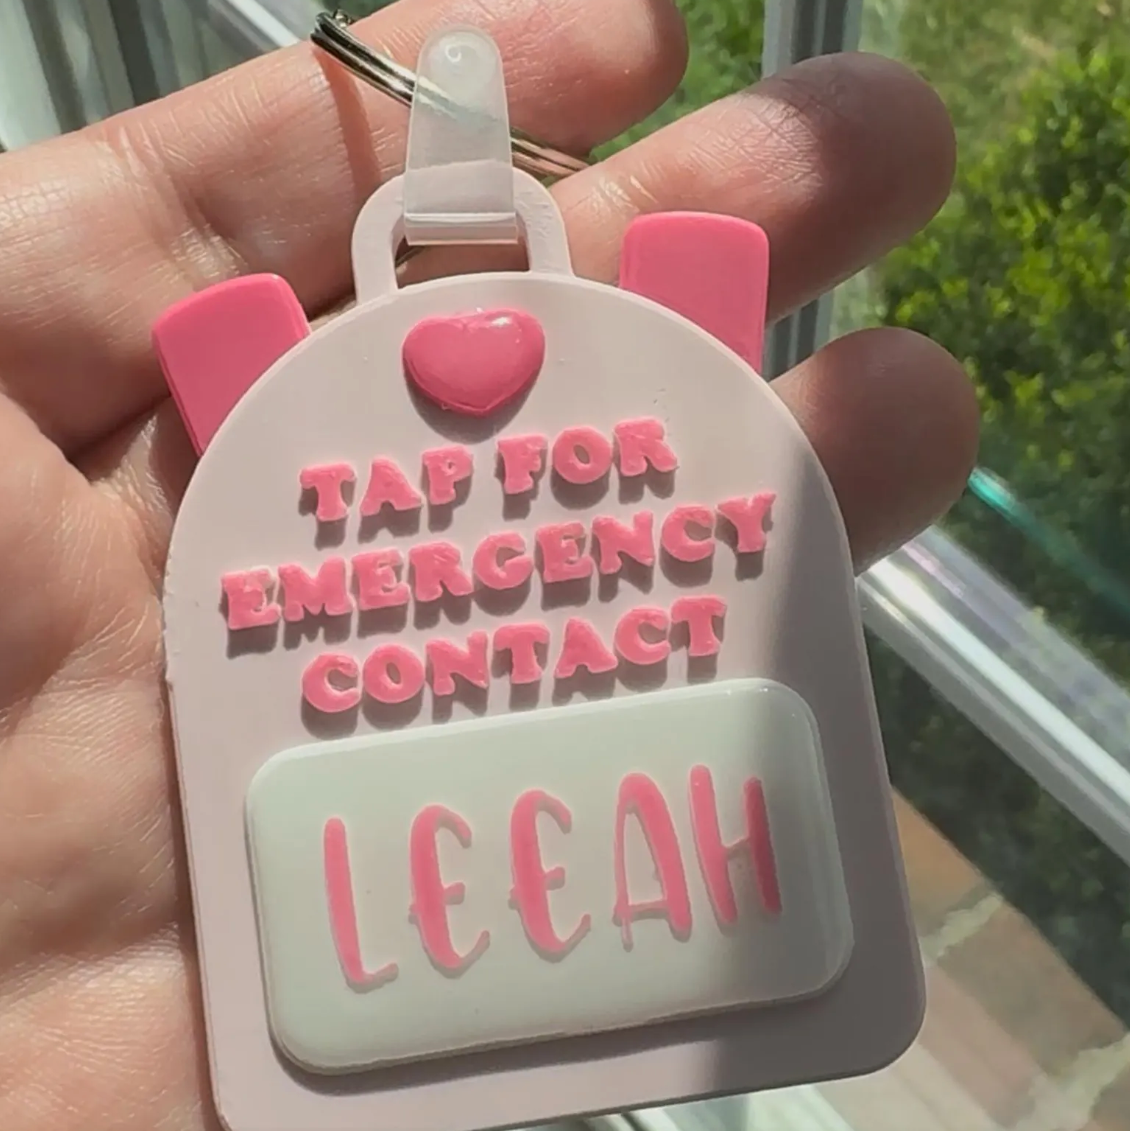 TAP FOR
EMERGENCY
CONTACT
LEEAH